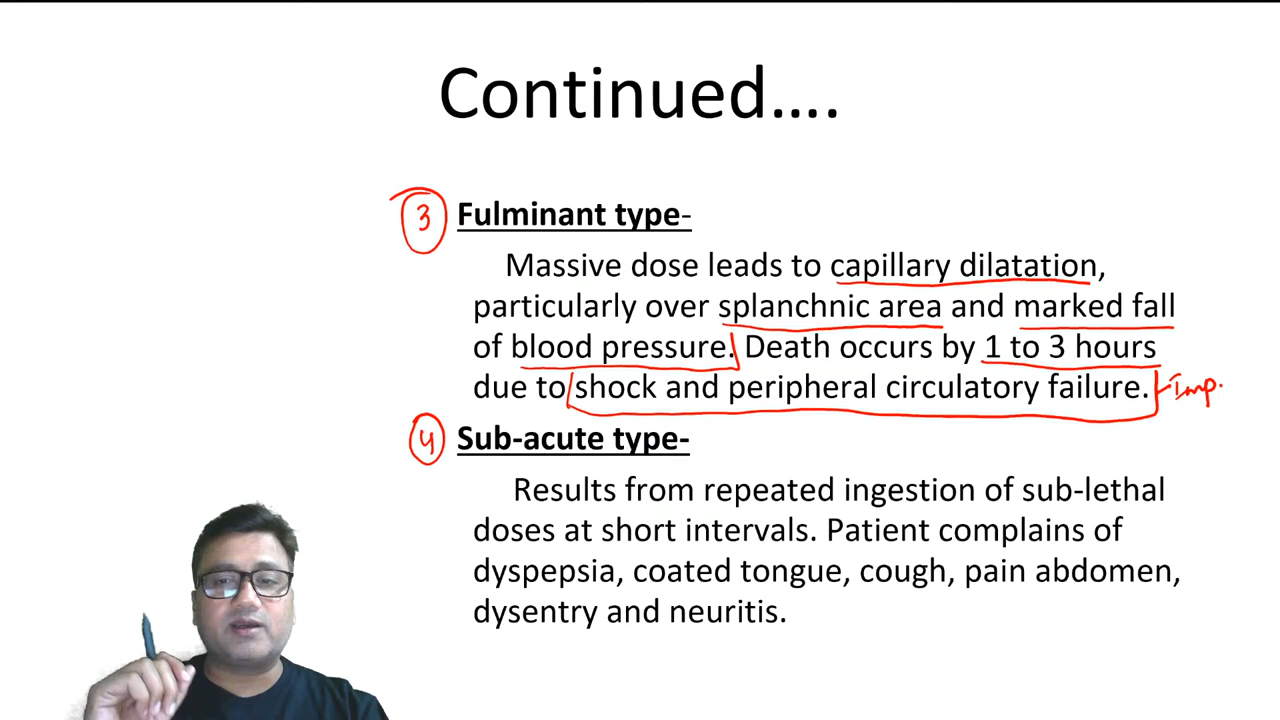 Continued….
3 Fulminant type-
Massive dose leads to capillary dilatation,
particularly over splanchnic area and marked fall
of blood pressure. Death occurs by 1 to 3 hours
due to shock and peripheral circulatory failure. Imp.
4 Sub-acute type-
Results from repeated ingestion of sub-lethal
doses at short intervals. Patient complains of
dyspepsia, coated tongue, cough, pain abdomen,
dysentry and neuritis.